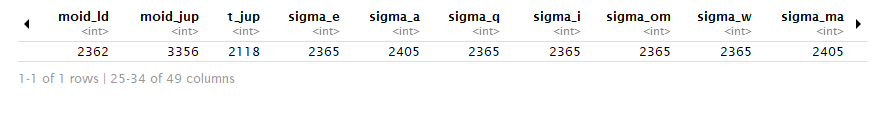 moid_ld moid_jup t_jup sigma_e sigma_a sigma_q sigma_i sigma_om sigma_w sigma_ma
<int> <int> <int> <int> <int> <int> <int> <int> <int> <int>
2362 3356 2118 2365 2405 2365 2365 2365 2365 2405
1-1 of 1 rows | 25-34 of 49 columns